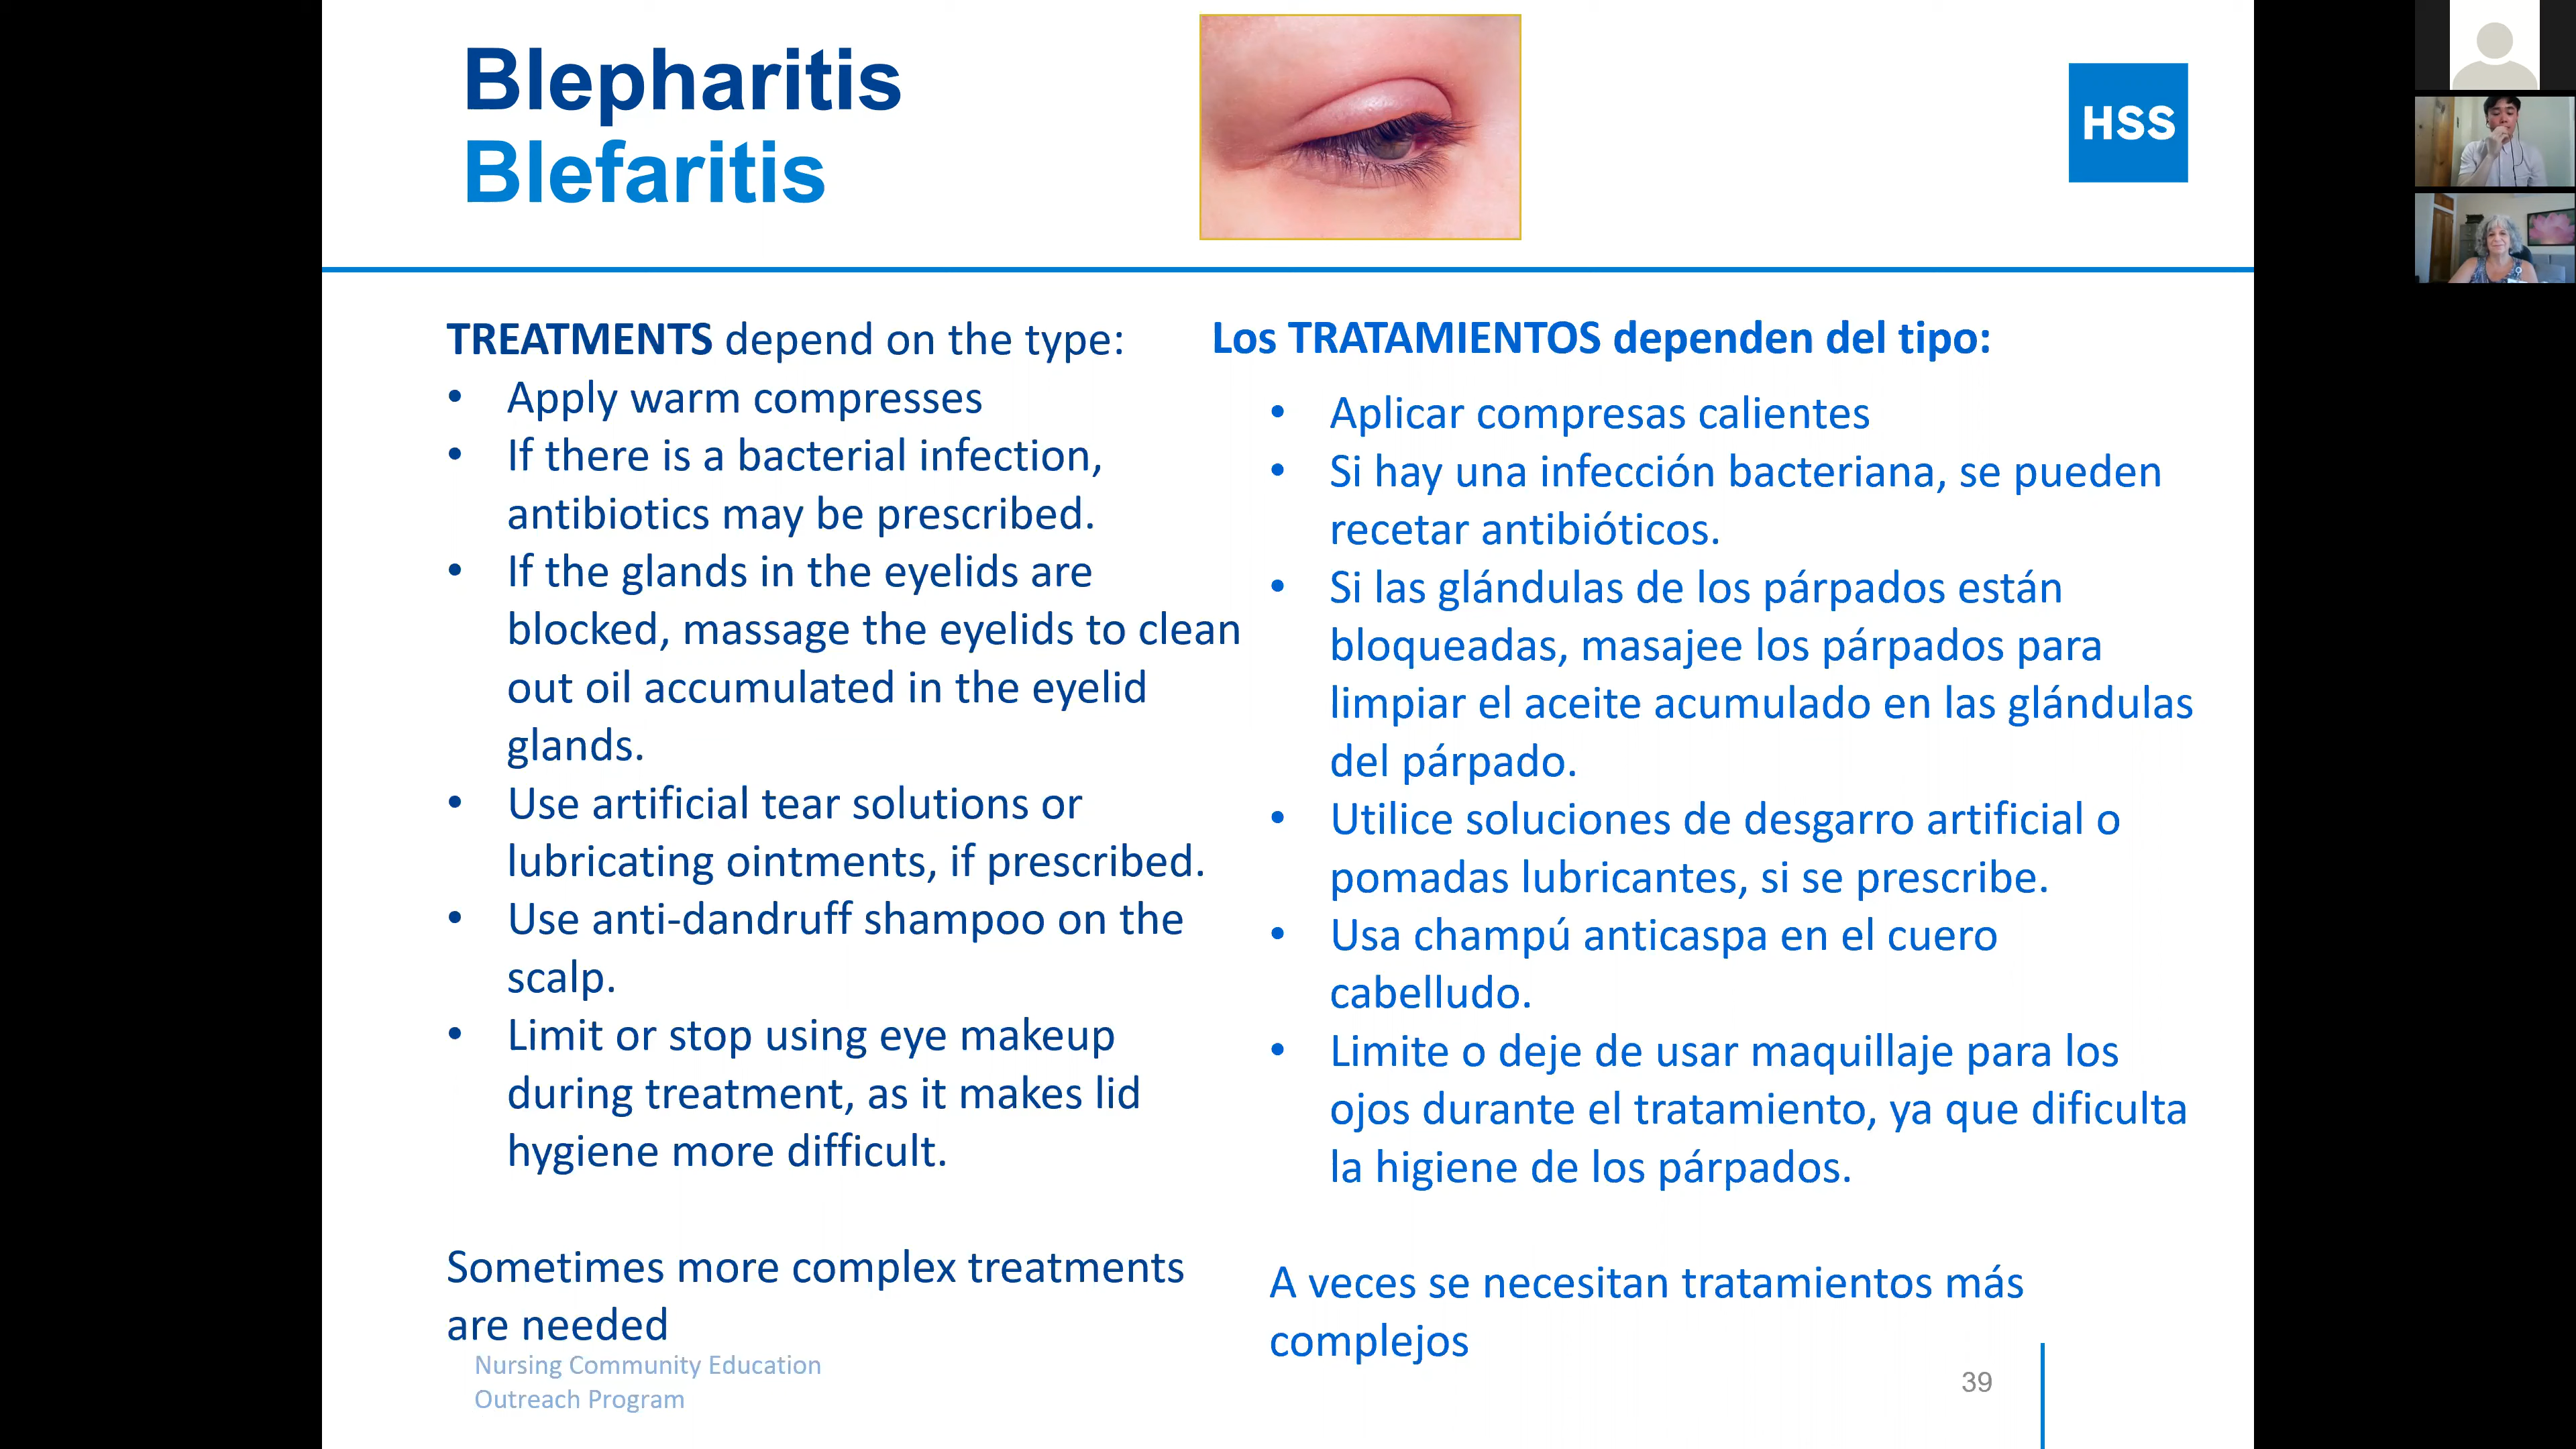 Blepharitis
Blefaritis
HSS
TREATMENTS depend on the type:
• Apply warm compresses
• If there is a bacterial infection,
antibiotics may be prescribed.
• If the glands in the eyelids are
blocked, massage the eyelids to clean
out oil accumulated in the eyelid
glands.
• Use artificial tear solutions or
lubricating ointments, if prescribed.
• Use anti-dandruff shampoo on the
scalp.
• Limit or stop using eye makeup
during treatment, as it makes lid
hygiene more difficult.
Sometimes more complex treatments
are needed
Los TRATAMIENTOS dependen del tipo:
• Aplicar compresas calientes
• Si hay una infección bacteriana, se pueden
recetar antibióticos.
• Si las glándulas de los párpados están
bloqueadas, masajee los párpados para
limpiar el aceite acumulado en las glándulas
del párpado.
• Utilice soluciones de desgarro artificial o
pomadas lubricantes, si se prescribe.
• Usa champú anticaspa en el cuero
cabelludo.
• Limite o deje de usar maquillaje para los
ojos durante el tratamiento, ya que dificulta
la higiene de los párpados.
A veces se necesitan tratamientos más
complejos
Nursing Community Education
Outreach Program
39